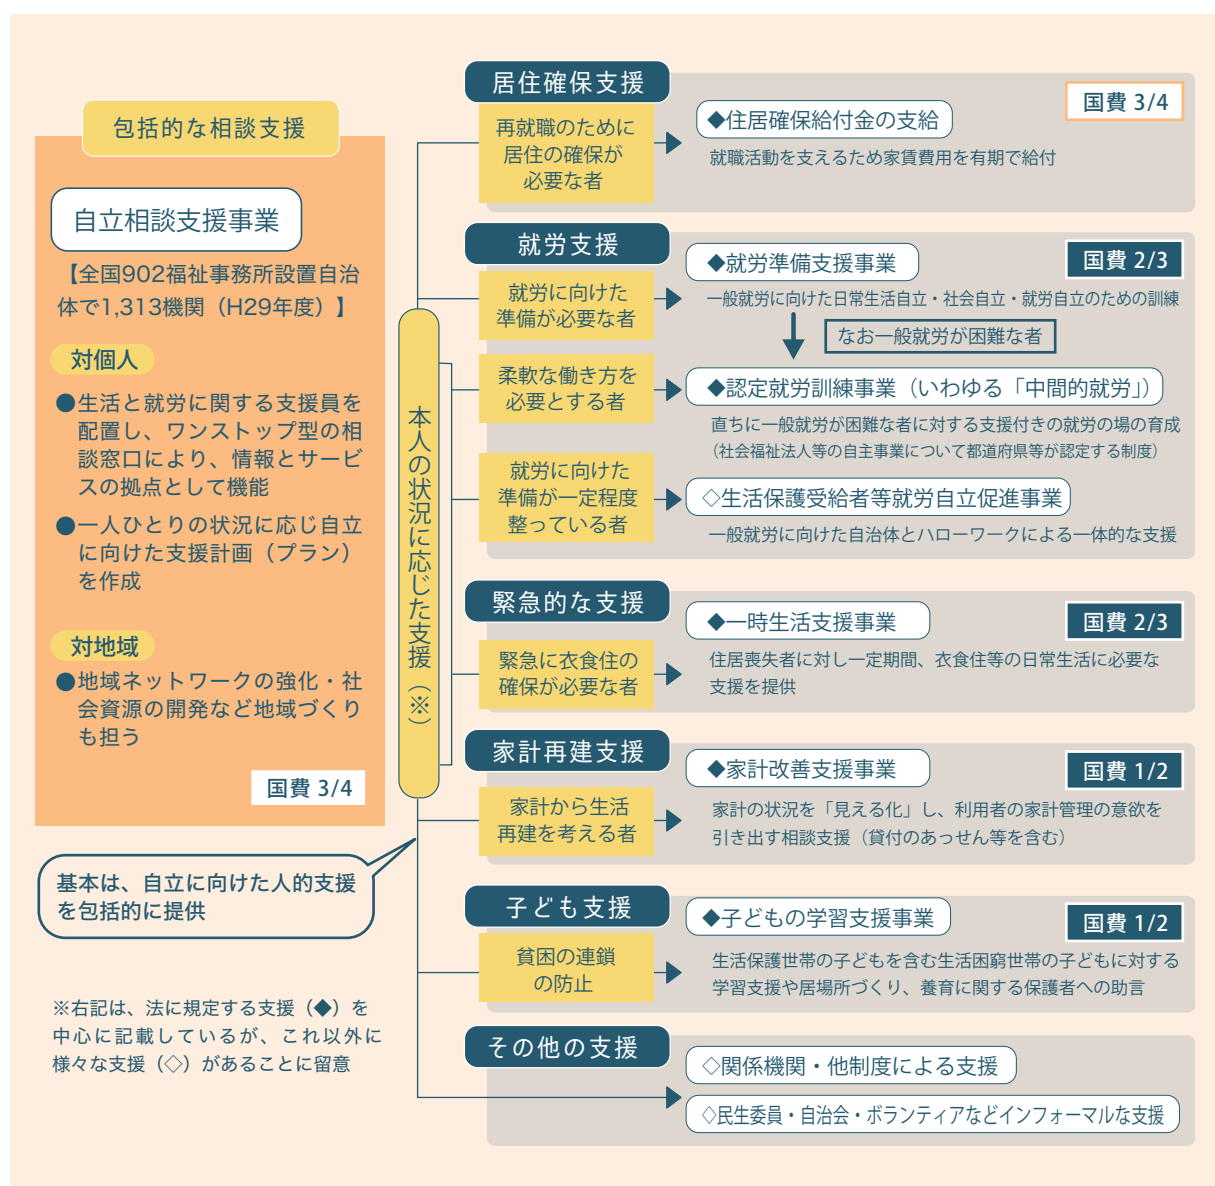 包括的な相談支援
自立相談支援事業
【全国902福祉事務所設置自治
体で1,313機関（H29年度）】
対個人
●生活と就労に関する支援員を
配置し、ワンストップ型の相
談窓口により、情報とサービ
スの拠点として機能
●一人ひとりの状況に応じ自立
に向けた支援計画（プラン）
を作成
対地域
●地域ネットワークの強化・社
会資源の開発など地域づくり
も担う
国費 3/4
基本は、自立に向けた人的支援
を包括的に提供
※右記は、法に規定する支援（◆）を
中心に記載しているが、これ以外に
様々な支援（◇）があることに留意
本人の状況に応じた支援（※）
居住確保支援
再就職のために
居住の確保が
必要な者
国費 3/4
◆住居確保給付金の支給
就職活動を支えるため家賃費用を有期で給付
就労支援
就労に向けた
準備が必要な者
国費 2/3
◆就労準備支援事業
一般就労に向けた日常生活自立・社会自立・就労自立のための訓練
なお一般就労が困難な者
柔軟な働き方を
必要とする者
◆認定就労訓練事業（いわゆる「中間的就労」）
直ちに一般就労が困難な者に対する支援付きの就労の場の育成
（社会福祉法人等の自主事業について都道府県等が認定する制度）
就労に向けた
準備が一定程度
整っている者
◇生活保護受給者等就労自立促進事業
一般就労に向けた自治体とハローワークによる一体的な支援
緊急的な支援
緊急に衣食住の
確保が必要な者
国費 2/3
◆一時生活支援事業
住居喪失者に対し一定期間、衣食住等の日常生活に必要な
支援を提供
家計再建支援
家計から生活
再建を考える者
国費 1/2
◆家計改善支援事業
家計の状況を「見える化」し、利用者の家計管理の意欲を
引き出す相談支援（貸付のあっせん等を含む）
子ども支援
貧困の連鎖
の防止
国費 1/2
◆子どもの学習支援事業
生活保護世帯の子どもを含む生活困窮世帯の子どもに対する
学習支援や居場所づくり、養育に関する保護者への助言
その他の支援
◇関係機関・他制度による支援
◇民生委員・自治会・ボランティアなどインフォーマルな支援